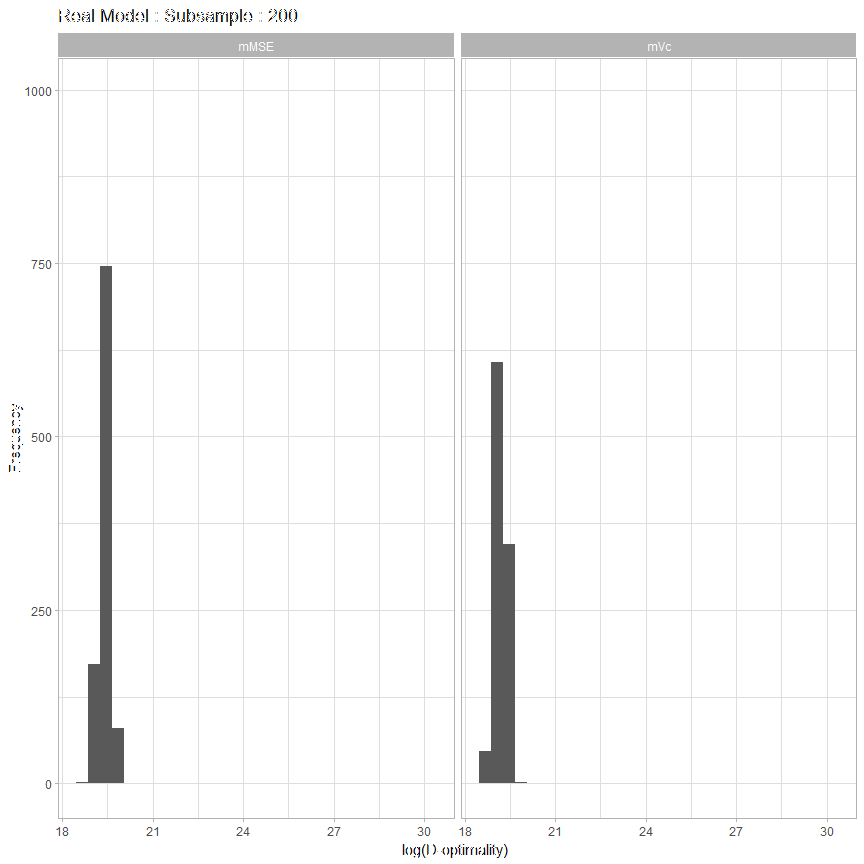 Real Model : Subsample : 200
mMSE mVc
1000
750
500
250
0
Frequency
18 21 24 27 30 18 21 24 27 30
log(D-optimality)